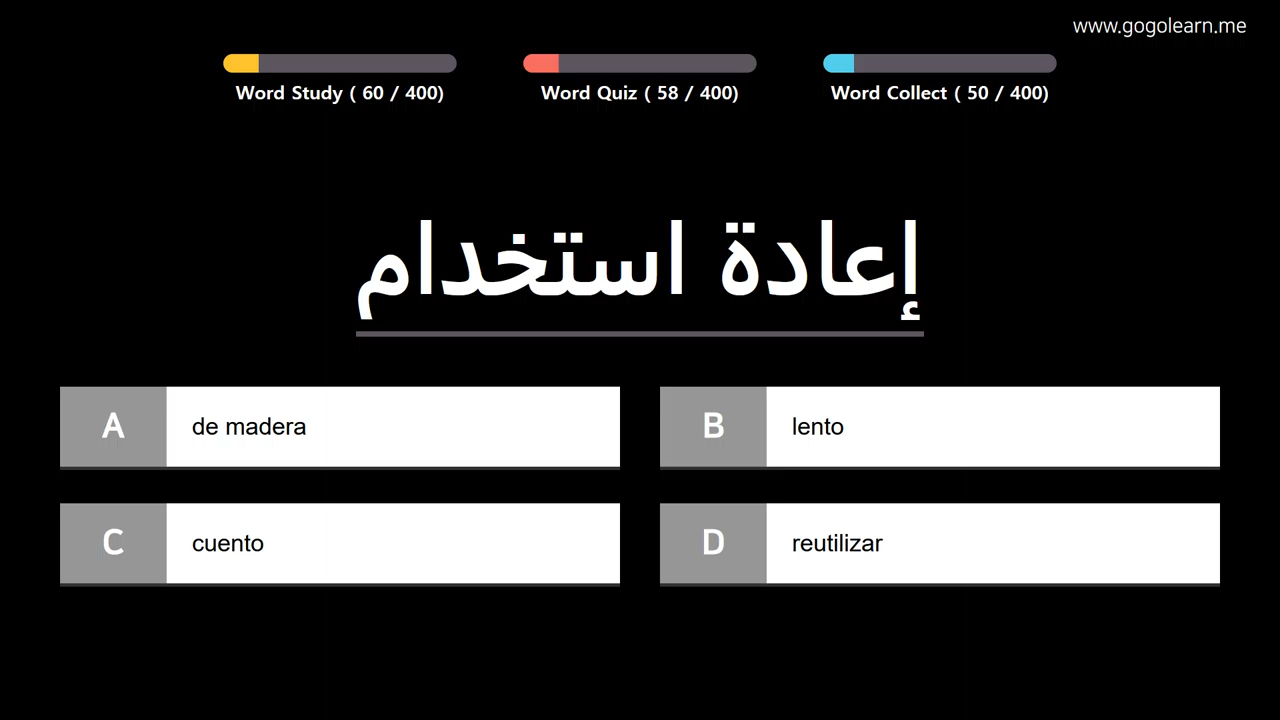 www.gogolearn.me
Word Study ( 60 / 400)
Word Quiz ( 58 / 400)
Word Collect ( 50 / 400)
إعادة استخدام
A de madera
B lento
C cuento
D reutilizar